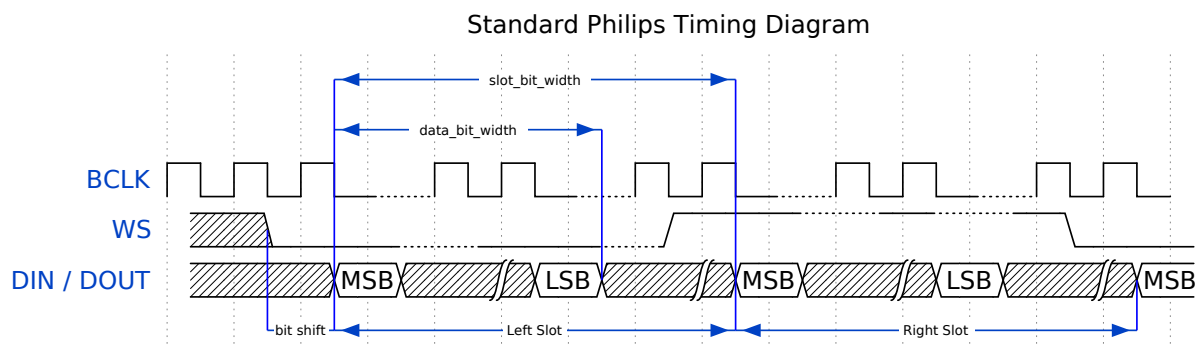 Standard Philips Timing Diagram
slot_bit_width
data_bit_width
BCLK
WS
DIN / DOUT
MSB
LSB
MSB
LSB
MSB
bit shift
Left Slot
Right Slot